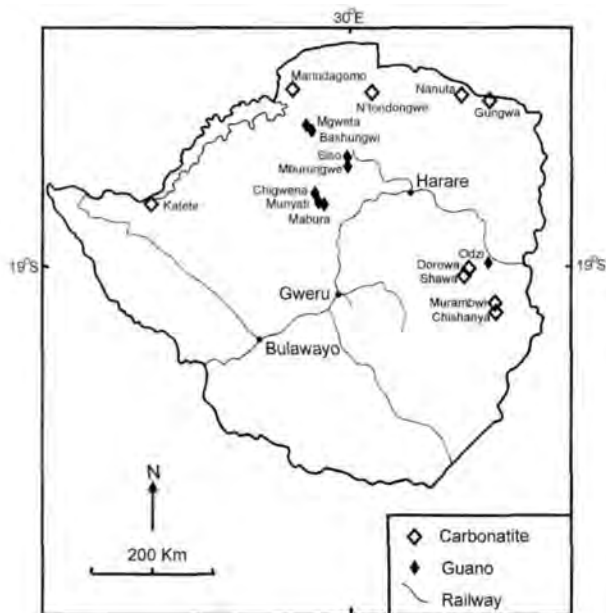 30°E
Manudagomo
N'tondongwe
Nanuta
Gungwa
Mgweta
Bashungwi
Sino
Mburungwe
Harare
Chigwena
Munyati
Mabura
Katete
19°S
19°S
Odzi
Dorowa
Shawa
Gweru
Murambwi
Chishanya
Bulawayo
N
200 Km
Carbonatite
Guano
Railway